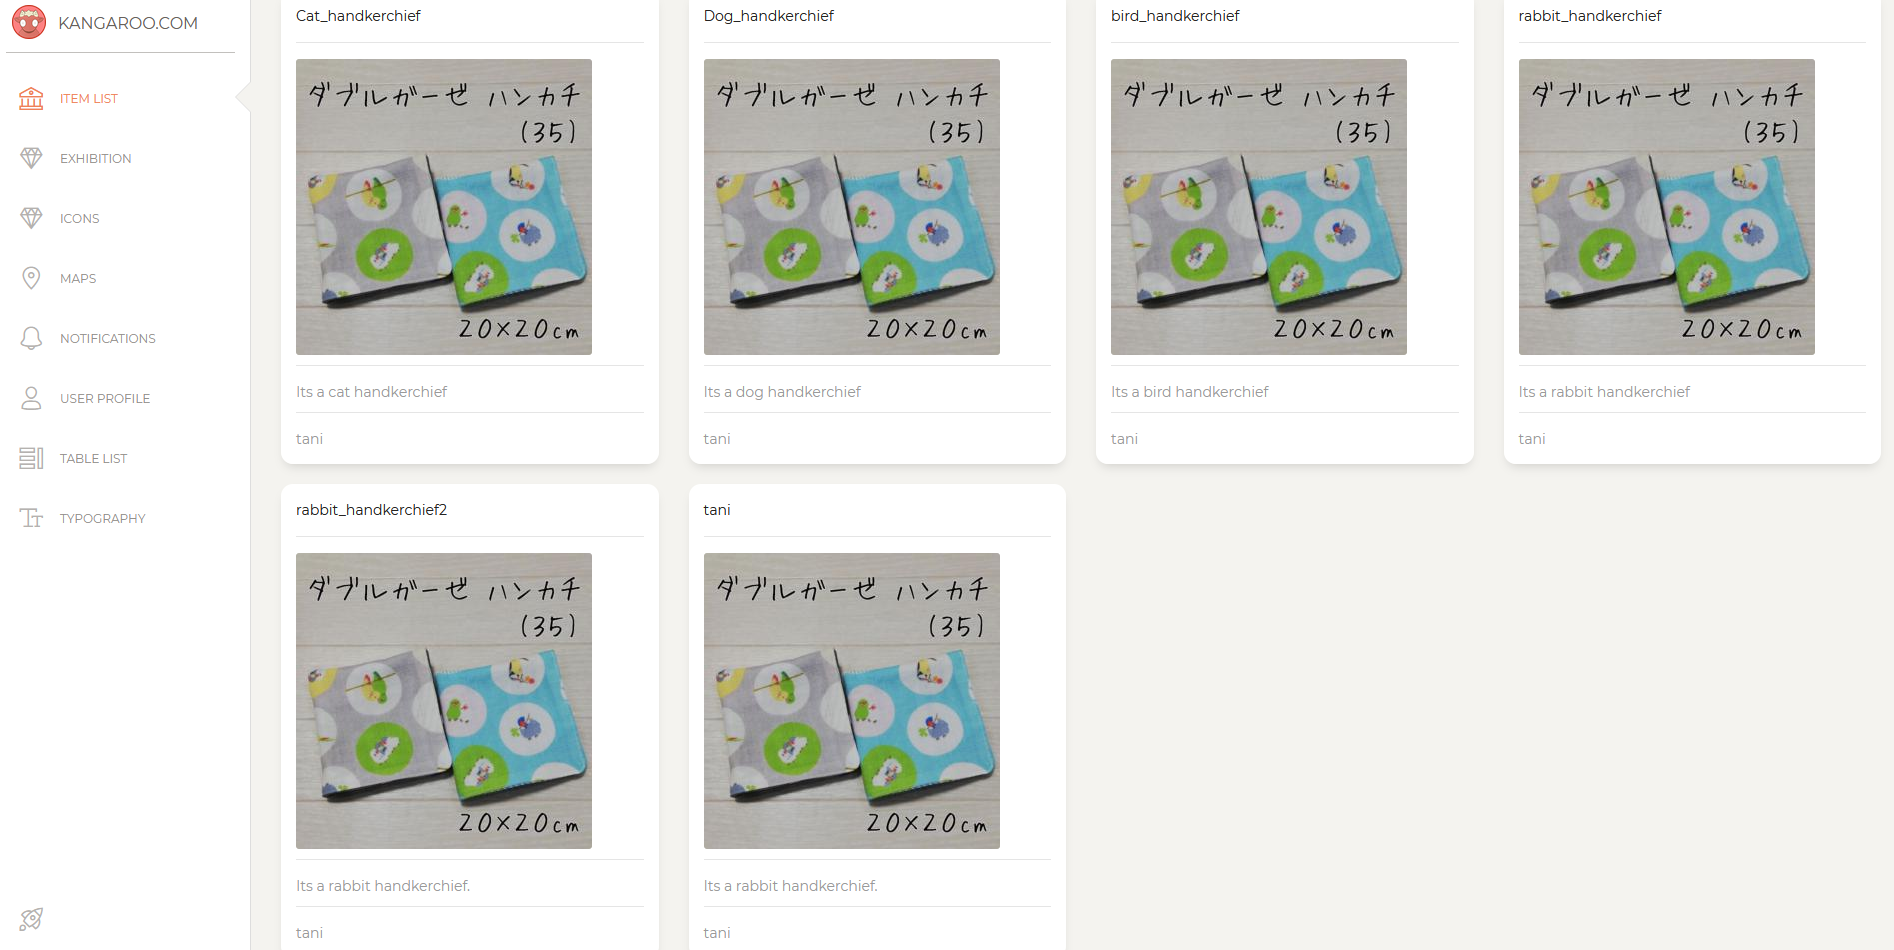 KANGAROO.COM
ITEM LIST
EXHIBITION
ICONS
MAPS
NOTIFICATIONS
USER PROFILE
TABLE LIST
TYPOGRAPHY
Cat_handkerchief
ダブルガーゼ ハンカチ
(35)
20×20cm
Its a cat handkerchief
tani
Dog_handkerchief
ダブルガーゼ ハンカチ
(35)
20×20cm
Its a dog handkerchief
tani
bird_handkerchief
ダブルガーゼ ハンカチ
(35)
20×20cm
Its a bird handkerchief
tani
rabbit_handkerchief
ダブルガーゼ ハンカチ
(35)
20×20cm
Its a rabbit handkerchief
tani
rabbit_handkerchief2
ダブルガーゼ ハンカチ
(35)
20×20cm
Its a rabbit handkerchief.
tani
tani
ダブルガーゼ ハンカチ
(35)
20×20cm
Its a rabbit handkerchief.
tani